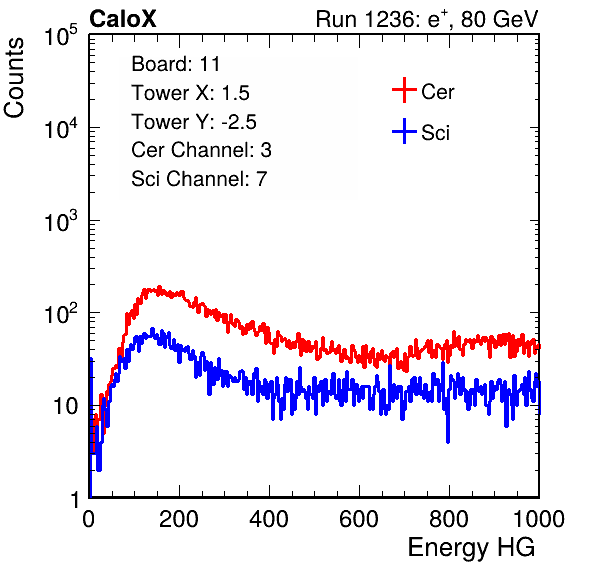 CaloX
Run 1236: e⁺, 80 GeV
Counts
Board: 11
Tower X: 1.5
Tower Y: -2.5
Cer Channel: 3
Sci Channel: 7
Cer
Sci
10⁵
10⁴
10³
10²
10
1
0 200 400 600 800 1000
Energy HG